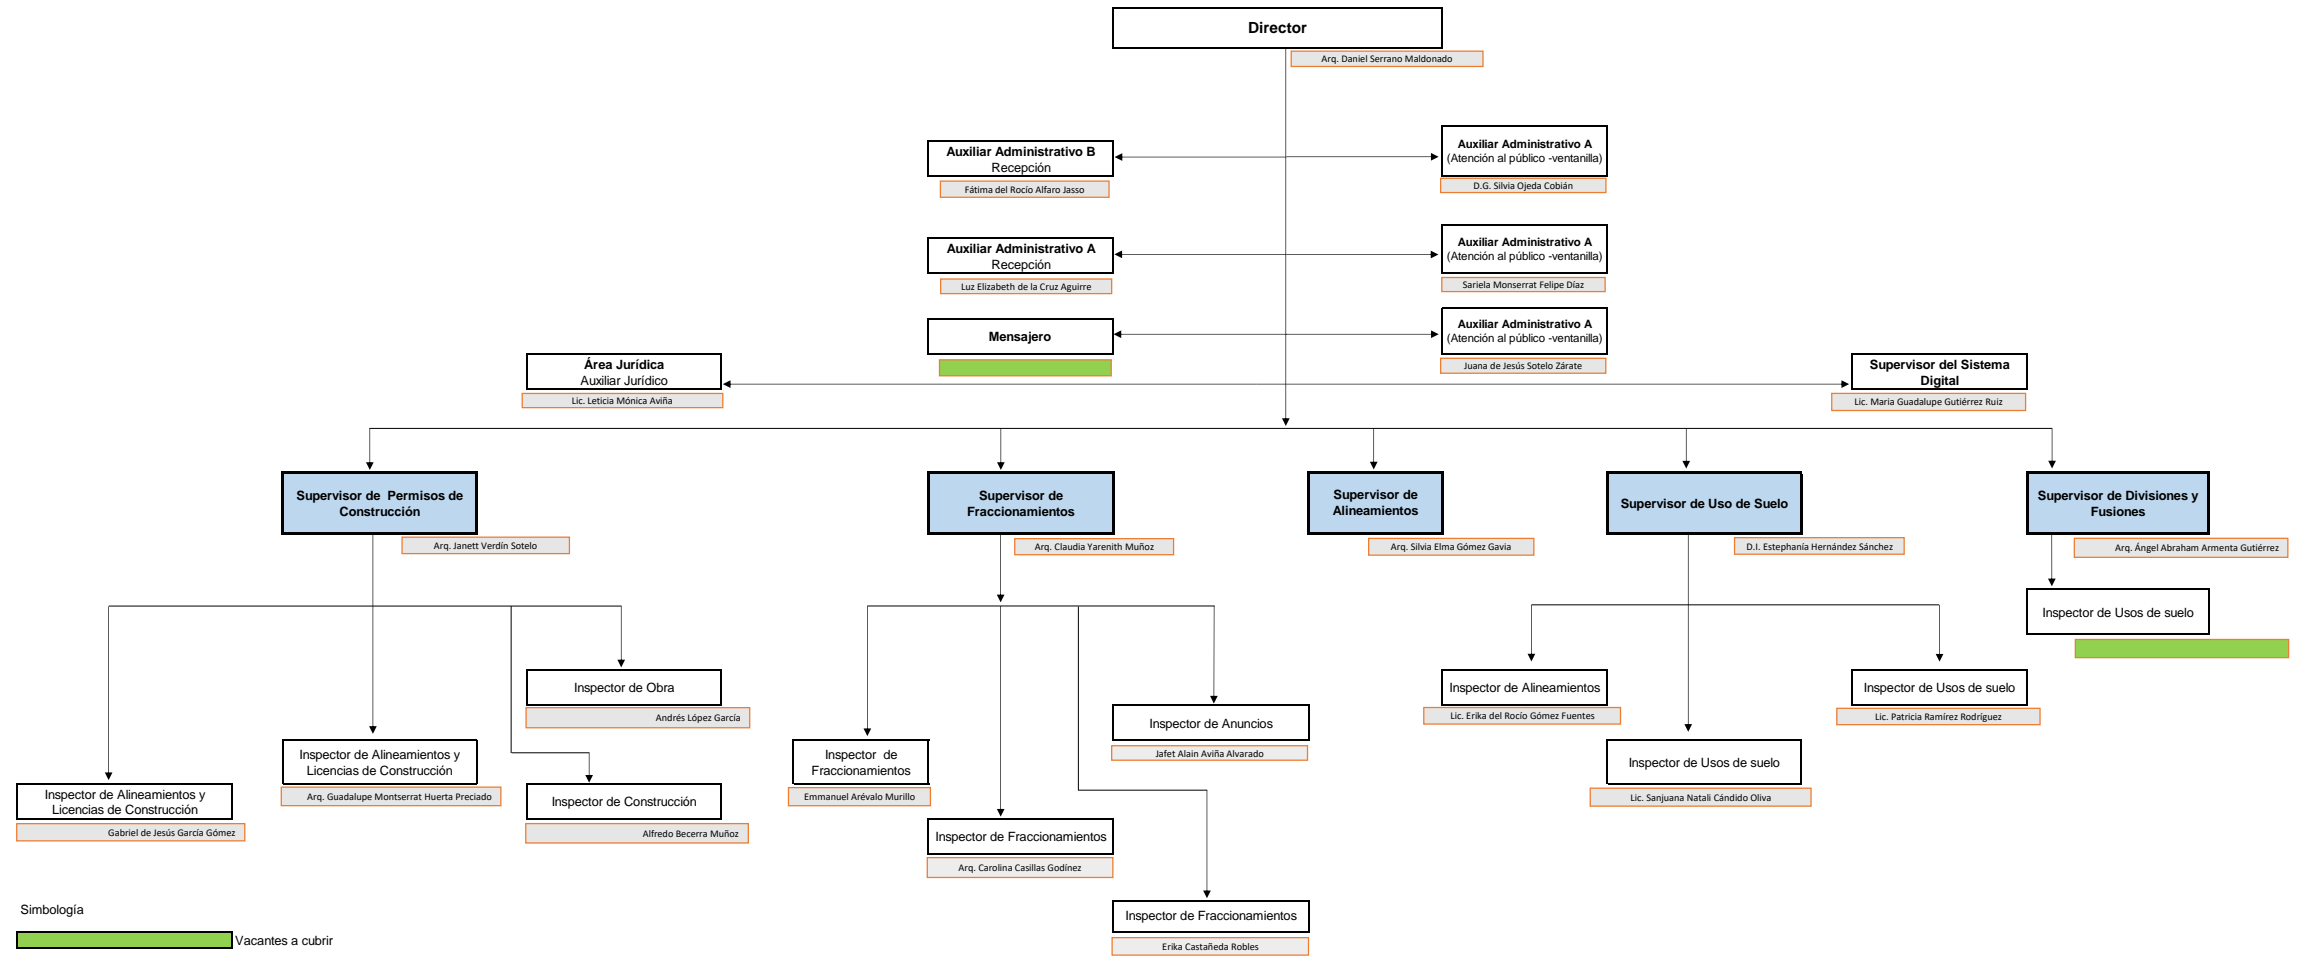 Director
Arq. Daniel Serrano Maldonado
Auxiliar Administrativo B
Recepción
Fátima del Rocío Alfaro Jasso
Auxiliar Administrativo A
(Atención al público -ventanilla)
D.G. Silvia Ojeda Cobián
Auxiliar Administrativo A
Recepción
Luz Elizabeth de la Cruz Aguirre
Auxiliar Administrativo A
(Atención al público -ventanilla)
Sariela Monserrat Felipe Díaz
Mensajero
Auxiliar Administrativo A
(Atención al público -ventanilla)
Juana de Jesús Sotelo Zárate
Área Jurídica
Auxiliar Jurídico
Lic. Leticia Mónica Aviña
Supervisor del Sistema
Digital
Lic. Maria Guadalupe Gutiérrez Ruiz
Supervisor de  Permisos de
Construcción
Arq. Janett Verdín Sotelo
Supervisor de
Fraccionamientos
Arq. Claudia Yarenith Muñoz
Supervisor de
Alineamientos
Arq. Silvia Elma Gómez Gavia
Supervisor de Uso de Suelo
D.I. Estephanía Hernández Sánchez
Supervisor de Divisiones y
Fusiones
Arq. Ángel Abraham Armenta Gutiérrez
Inspector de Usos de suelo
Inspector de Obra
Andrés López García
Inspector de Alineamientos y
Licencias de Construcción
Arq. Guadalupe Montserrat Huerta Preciado
Inspector de Alineamientos y
Licencias de Construcción
Gabriel de Jesús García Gómez
Inspector de Construcción
Alfredo Becerra Muñoz
Inspector de Anuncios
Jafet Alain Aviña Alvarado
Inspector  de
Fraccionamientos
Emmanuel Arévalo Murillo
Inspector de Fraccionamientos
Arq. Carolina Casillas Godínez
Inspector de Fraccionamientos
Erika Castañeda Robles
Inspector de Alineamientos
Lic. Erika del Rocío Gómez Fuentes
Inspector de Usos de suelo
Lic. Sanjuana Natali Cándido Oliva
Inspector de Usos de suelo
Lic. Patricia Ramírez Rodríguez
Simbología
Vacantes a cubrir